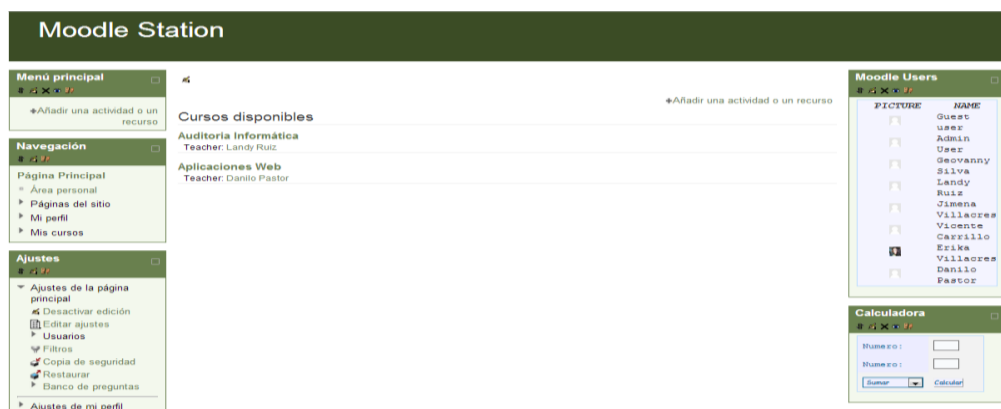 Moodle Station
Menú principal
Añadir una actividad o un
recurso
Navegación
Página Principal
Área personal
Páginas del sitio
Mi perfil
Mis cursos
Ajustes
Ajustes de la página
principal
Desactivar edición
Editar ajustes
Usuarios
Filtros
Copia de seguridad
Restaurar
Banco de preguntas
Ajustes de mi perfil
Añadir una actividad o un recurso
Cursos disponibles
Auditoria Informática
Teacher: Landy Ruiz
Aplicaciones Web
Teacher: Danilo Pastor
Moodle Users
PICTURE NAME
Guest
user
Admin
User
Geovanny
Silva
Landy
Ruiz
Jimena
Villacres
Vicente
Carrillo
Erika
Villacres
Danilo
Pastor
Calculadora
Numero:
Numero:
Sumar Calcular